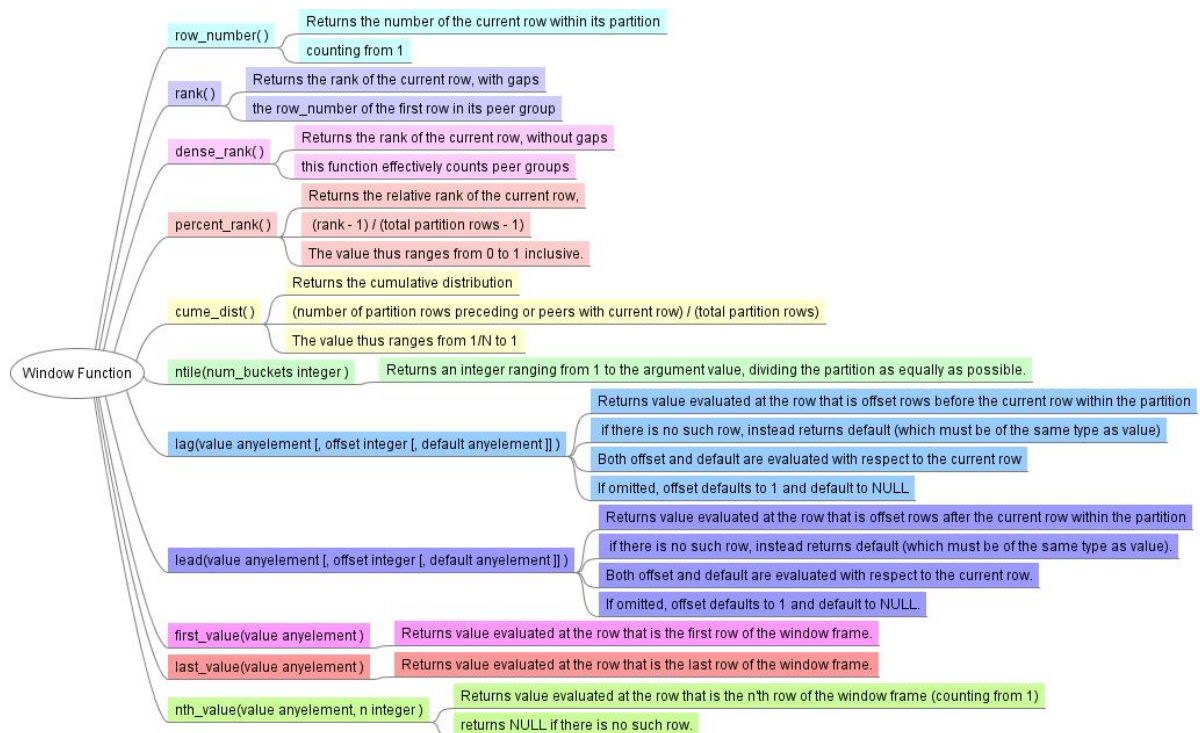 Window Function
row_number( )
Returns the number of the current row within its partition
counting from 1
rank( )
Returns the rank of the current row, with gaps
the row_number of the first row in its peer group
dense_rank( )
Returns the rank of the current row, without gaps
this function effectively counts peer groups
percent_rank( )
Returns the relative rank of the current row,
(rank - 1) / (total partition rows - 1)
The value thus ranges from 0 to 1 inclusive.
cume_dist( )
Returns the cumulative distribution
(number of partition rows preceding or peers with current row) / (total partition rows)
The value thus ranges from 1/N to 1
ntile(num_buckets integer )
Returns an integer ranging from 1 to the argument value, dividing the partition as equally as possible.
lag(value anyelement [, offset integer [, default anyelement ]] )
Returns value evaluated at the row that is offset rows before the current row within the partition
if there is no such row, instead returns default (which must be of the same type as value)
Both offset and default are evaluated with respect to the current row
If omitted, offset defaults to 1 and default to NULL
lead(value anyelement [, offset integer [, default anyelement ]] )
Returns value evaluated at the row that is offset rows after the current row within the partition
if there is no such row, instead returns default (which must be of the same type as value).
Both offset and default are evaluated with respect to the current row.
If omitted, offset defaults to 1 and default to NULL.
first_value(value anyelement )
Returns value evaluated at the row that is the first row of the window frame.
last_value(value anyelement )
Returns value evaluated at the row that is the last row of the window frame.
nth_value(value anyelement, n integer )
Returns value evaluated at the row that is the n'th row of the window frame (counting from 1)
returns NULL if there is no such row.